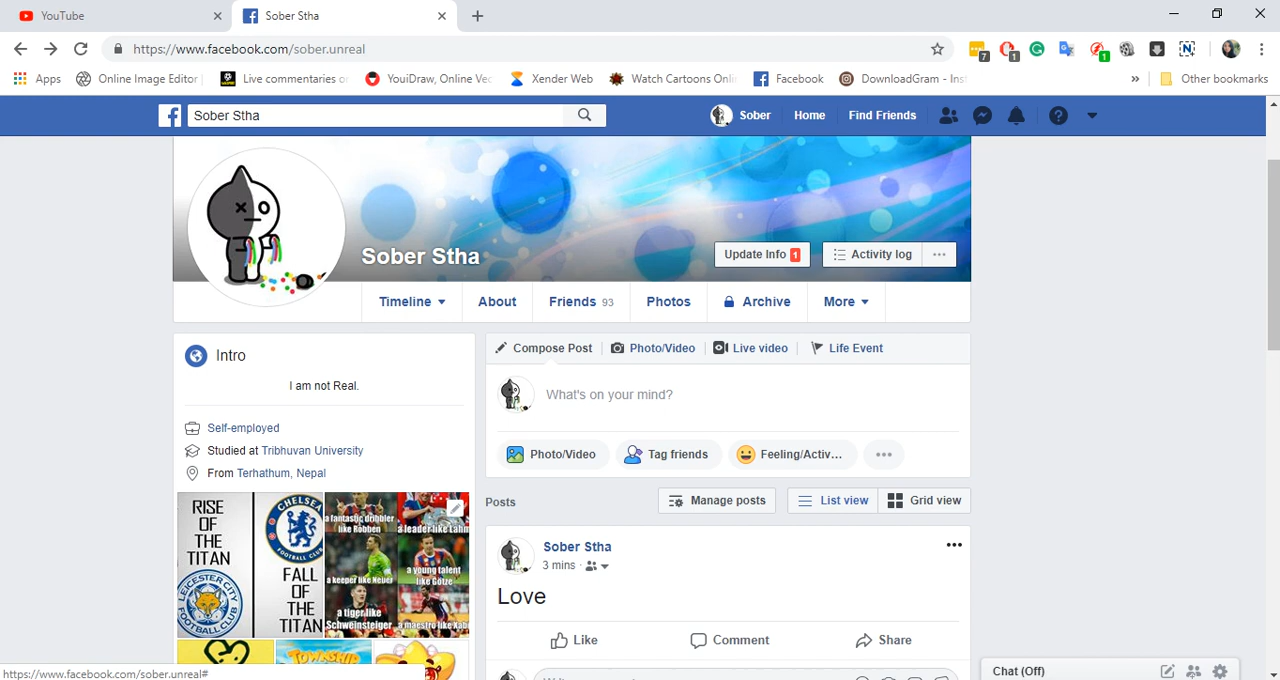 YouTube
Sober Stha
https://www.facebook.com/sober.unreal
7
1
1
Apps
Online Image Editor
Live commentaries o
YouiDraw, Online Vec
Xender Web
Watch Cartoons Onli
Facebook
DownloadGram - Inst
»
Other bookmarks
Sober Stha
Sober
Home
Find Friends
Sober Stha
Update Info 1
Activity log
Timeline
About
Friends 93
Photos
Archive
More
Intro
I am not Real.
Self-employed
Studied at Tribhuvan University
From Terhathum, Nepal
RISE
OF
THE
TITAN
LEICESTER CITY
FOOTBALL CLUB
CHELSEA
FOOTBALL CLUB
FALL
OF
THE
TITAN
a fantastic dribbler
like Robben
a leader like Lahm
a keeper like Neuer
a young talent
like Götze
a tiger like
Schweinsteiger
TOWNSHIP
Compose Post
Photo/Video
Live video
Life Event
What's on your mind?
Photo/Video
Tag friends
Feeling/Activ...
Posts
Manage posts
List view
Grid view
Sober Stha
3 mins
Love
Like
Comment
Share
https://www.facebook.com/sober.unreal#
Chat (Off)